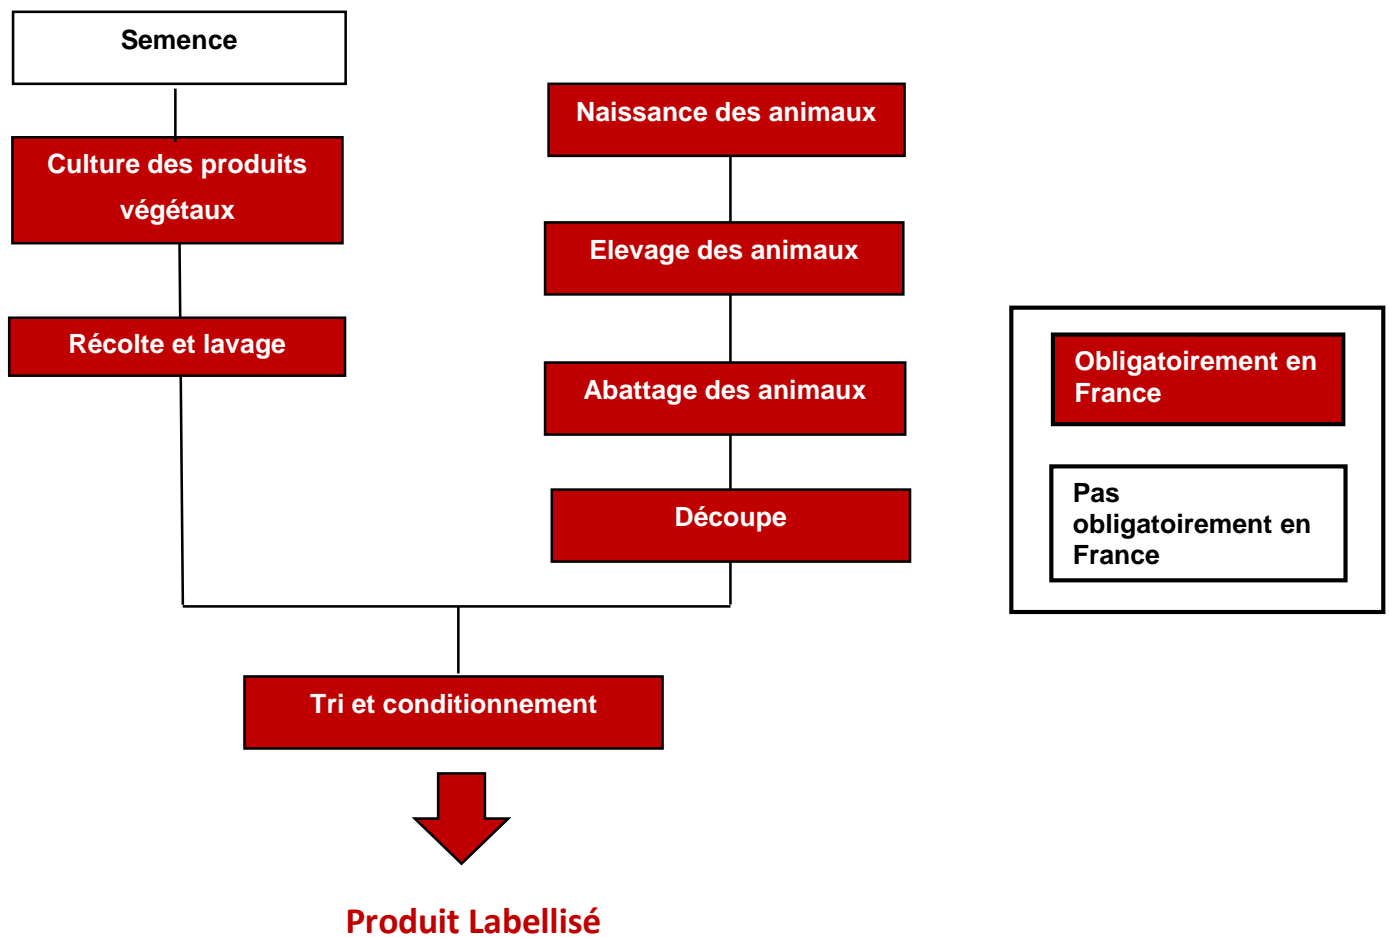 Semence
Culture des produits
végétaux
Récolte et lavage
Naissance des animaux
Elevage des animaux
Abattage des animaux
Découpe
Tri et conditionnement
Produit Labellisé
Obligatoirement en
France
Pas
obligatoirement en
France